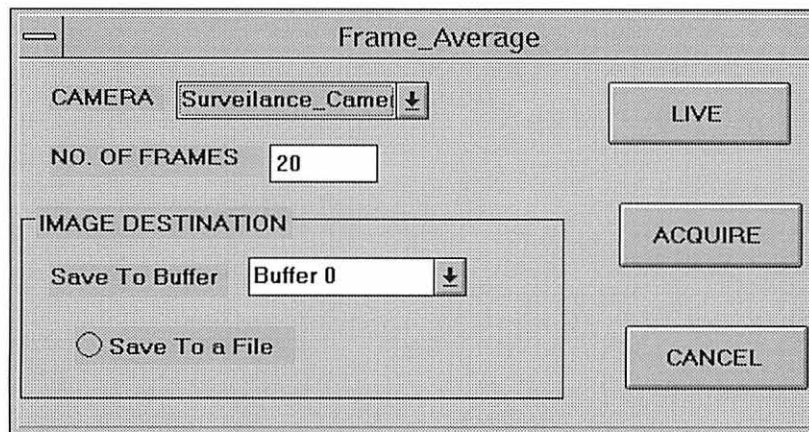 Frame_Average
CAMERA Surveilance_Camer
LIVE
NO. OF FRAMES 20
IMAGE DESTINATION
ACQUIRE
Save To Buffer Buffer 0
Save To a File
CANCEL